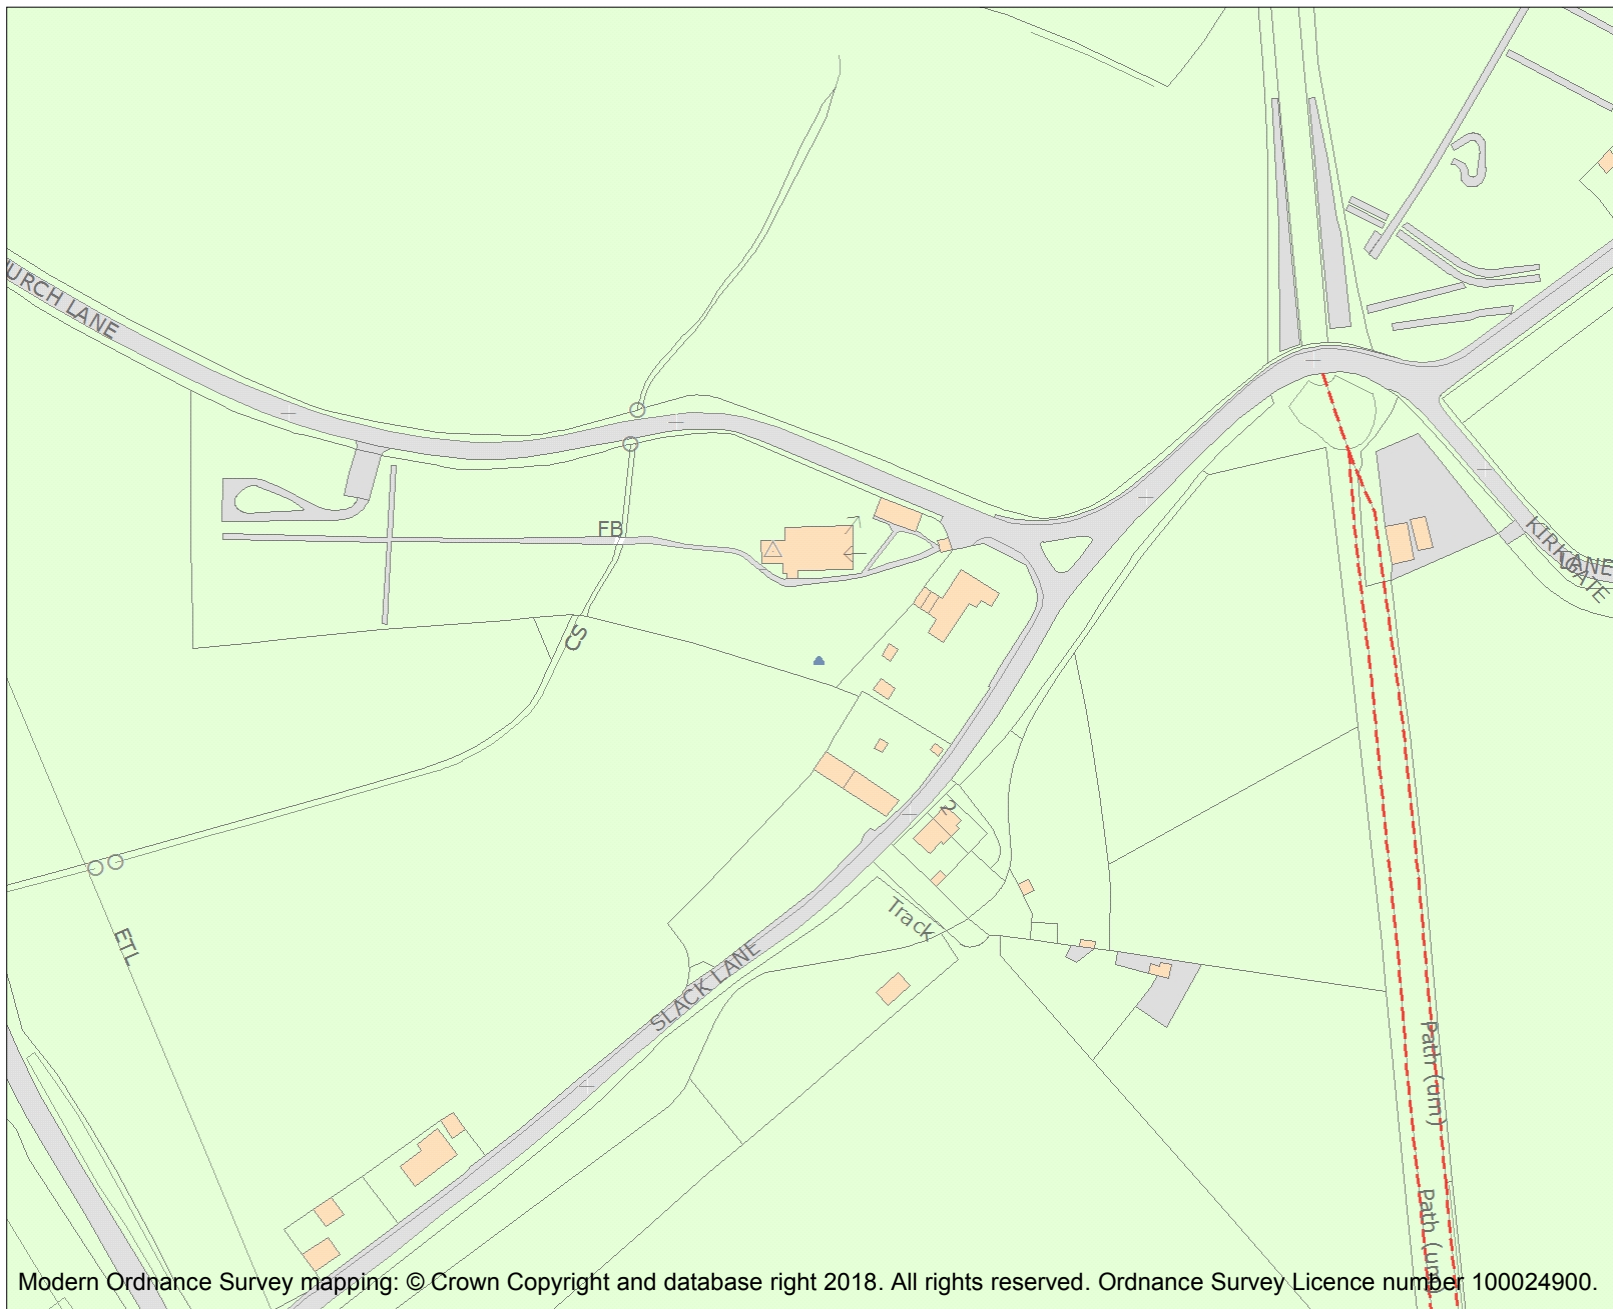 URCH LANE
FB
KIRKGATE
LANE
CS
2
Track
ETL
SLACK LANE
Path (um)
Path (um)
Modern Ordnance Survey mapping: © Crown Copyright and database right 2018. All rights reserved. Ordnance Survey Licence number 100024900.